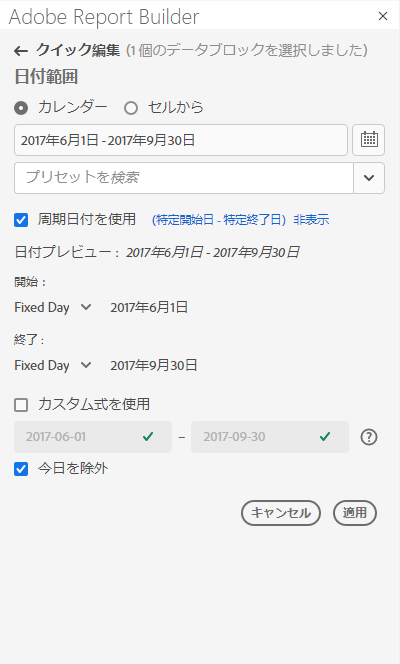 Adobe Report Builder
クイック編集 (1 個のデータブロックを選択しました)
日付範囲
カレンダー セルから
2017年6月1日 - 2017年9月30日
プリセットを検索
周期日付を使用 (特定開始日 - 特定終了日) 非表示
日付プレビュー : 2017年6月1日 - 2017年9月30日
開始 :
Fixed Day 2017年6月1日
終了 :
Fixed Day 2017年9月30日
カスタム式を使用
2017-06-01 – 2017-09-30
今日を除外
キャンセル 適用